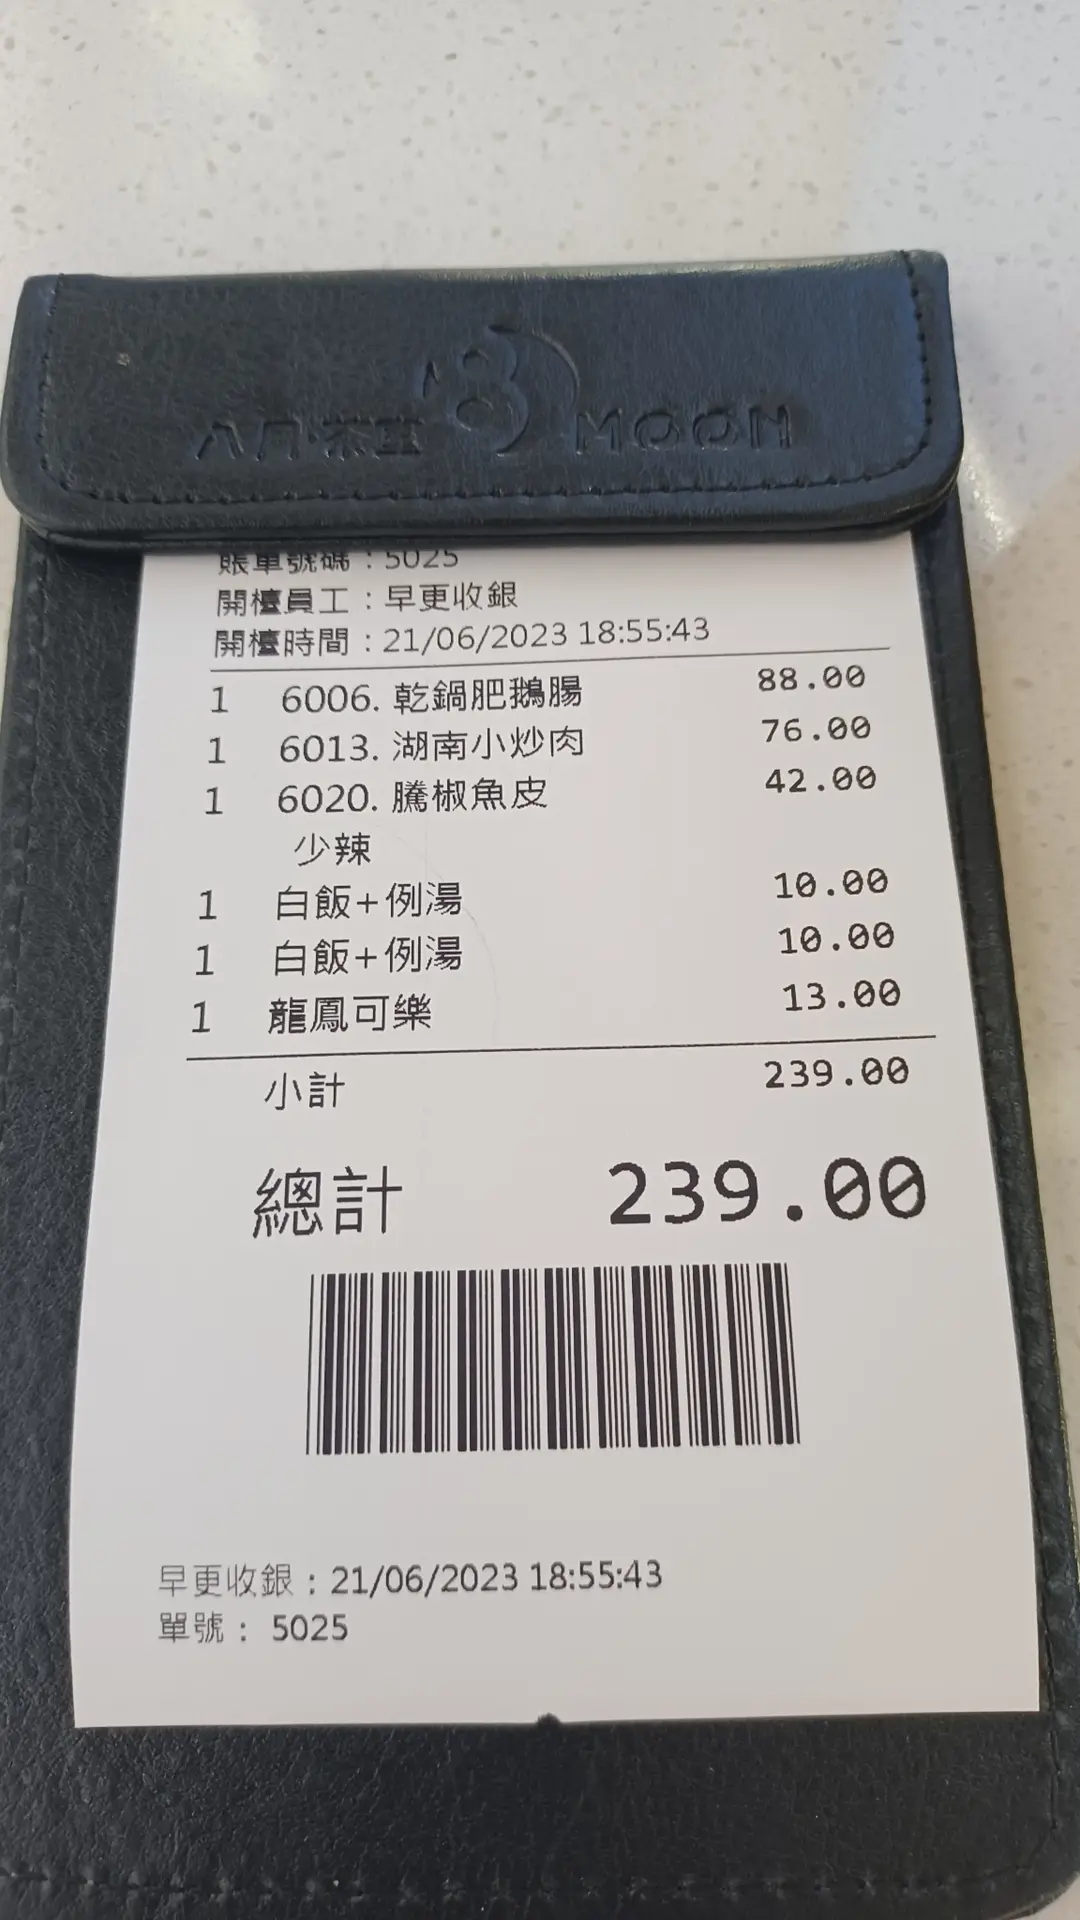 八月·茶里 8 MOON
賬單號碼：5025
開檯員工：早更收銀
開檯時間：21/06/2023 18:55:43
1 6006. 乾鍋肥鵝腸 88.00
1 6013. 湖南小炒肉 76.00
1 6020. 騰椒魚皮 42.00
少辣
1 白飯+例湯 10.00
1 白飯+例湯 10.00
1 龍鳳可樂 13.00
小計 239.00
總計 239.00
早更收銀：21/06/2023 18:55:43
單號： 5025